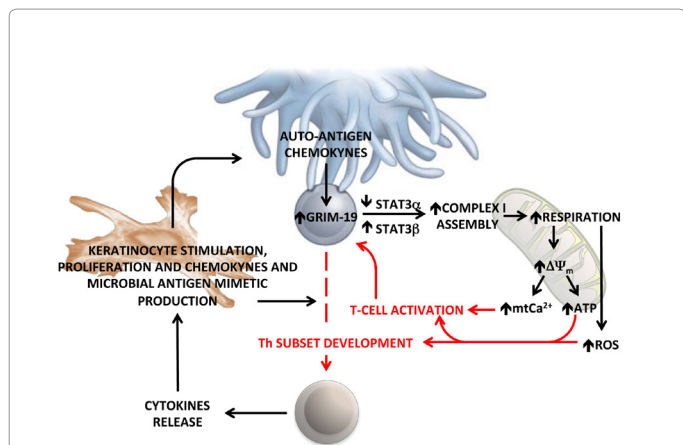 AUTO-ANTIGEN
CHEMOKYNES
↑GRIM-19
↓ STAT3α
↑ STAT3β
↑COMPLEX I
ASSEMBLY
↑RESPIRATION
↑ΔΨm
↑mtCa²⁺
↑ATP
↑ROS
T-CELL ACTIVATION
Th SUBSET DEVELOPMENT
KERATINOCYTE STIMULATION,
PROLIFERATION AND CHEMOKYNES AND
MICROBIAL ANTIGEN MIMETIC
PRODUCTION
CYTOKINES
RELEASE